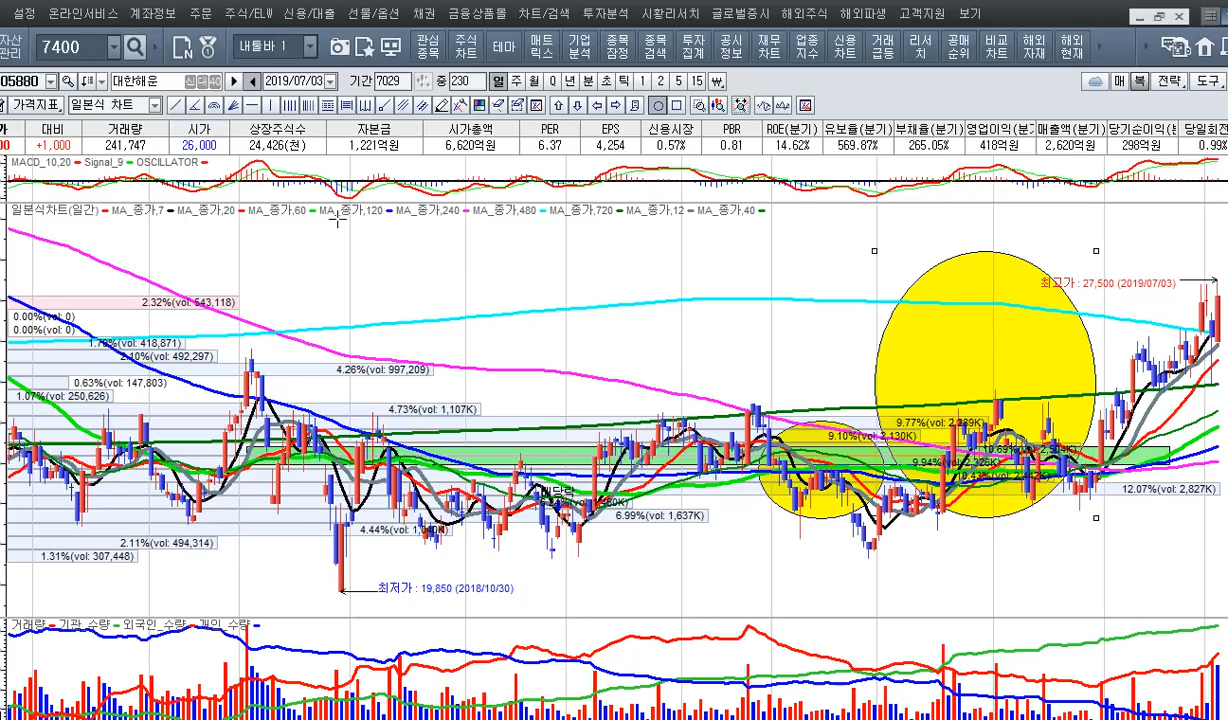 설정 온라인서비스 계좌정보 주문 주식/ELW 신용/대출 선물/옵션 채권 금융상품몰 차트/검색 투자분석 시황리서치 글로벌증시 해외주식 해외파생 고객지원 보기
자산관리 7400 내툴바 1 관심종목 주식차트 테마 매트릭스 기업분석 종목잠정 종목검색 투자집계 공시정보 재무차트 업종지수 신용차트 거래급등 리서치 공매순위 비교차트 해외자재 해외현재
05880 대한해운 신대40 2019/07/03 기간 7029 중 230 일 주 월 Q 년 분 초 틱 1 2 5 15 매 복 전략 도구
가격지표 일본식 차트
가 대비 거래량 시가 상장주식수 자본금 시가총액 PER EPS 신용시장 PBR ROE(분기) 유보율(분기) 부채율(분기) 영업이익(분기 매출액(분기) 당기순이익(분 당일회전
00 +1,000 241,747 26,000 24,426(천) 1,221억원 6,620억원 6.37 4,254 0.57% 0.81 14.62% 569.87% 265.05% 418억원 2,620억원 298억원 0.99%
MACD_10,20 Signal_9 OSCILLATOR
일본식차트(일간) MA_종가,7 MA_종가,20 MA_종가,60 MA_종가,120 MA_종가,240 MA_종가,480 MA_종가,720 MA_종가,12 MA_종가,40
최고가 : 27,500 (2019/07/03)
2.32%(vol: 543,118)
0.00%(vol: 0)
0.00%(vol: 0)
1.79%(vol: 418,871)
2.10%(vol: 492,297)
4.26%(vol: 997,209)
0.63%(vol: 147,803)
1.07%(vol: 250,626)
4.73%(vol: 1,107K)
9.77%(vol: 2,289K)
9.10%(vol: 2,130K)
9.94%(vol: 2,326K)
12.07%(vol: 2,827K)
배당락
6.99%(vol: 1,637K)
4.44%(vol: 1,040K)
2.11%(vol: 494,314)
1.31%(vol: 307,448)
최저가 : 19,850 (2018/10/30)
거래량 기관_수량 외국인_수량 개인_수량